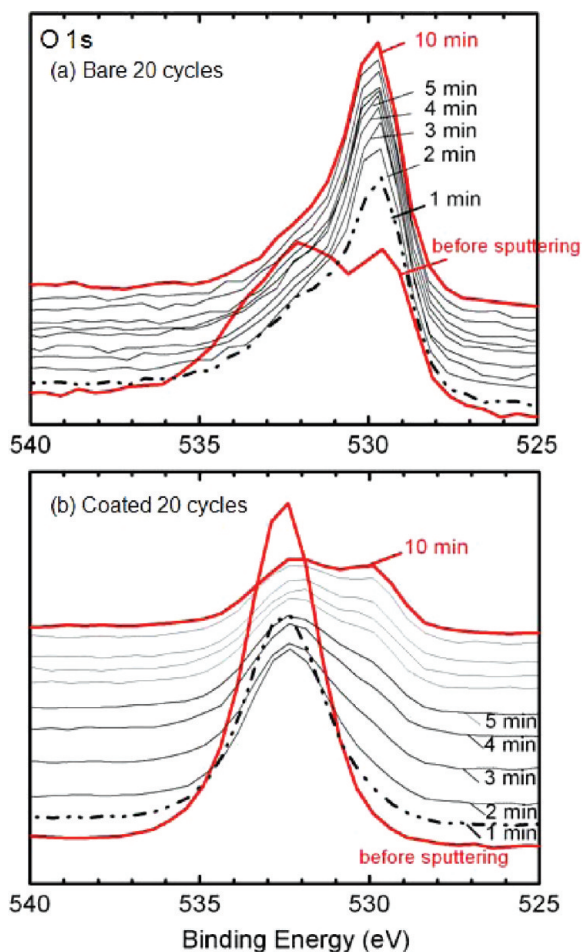 O 1s
(a) Bare 20 cycles
10 min
5 min
4 min
3 min
2 min
1 min
before sputtering
540 535 530 525
(b) Coated 20 cycles
10 min
5 min
4 min
3 min
2 min
1 min
before sputtering
540 535 530 525
Binding Energy (eV)